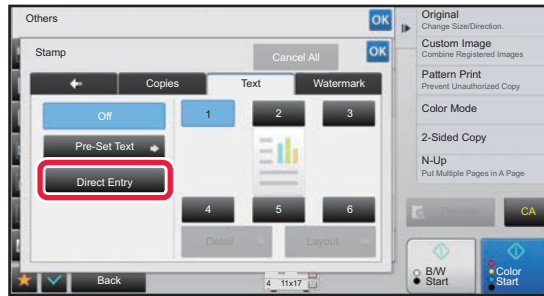 Others
OK
Stamp
Cancel All
OK
Copies
Text
Watermark
Off
1
2
3
Pre-Set Text
Direct Entry
4
5
6
Detail
Layout
Back
4 11x17
Original
Change Size/Direction.
Custom Image
Combine Registered Images
Pattern Print
Prevent Unauthorized Copy
Color Mode
2-Sided Copy
N-Up
Put Multiple Pages in A Page
Preview
CA
B/W
Start
Color
Start